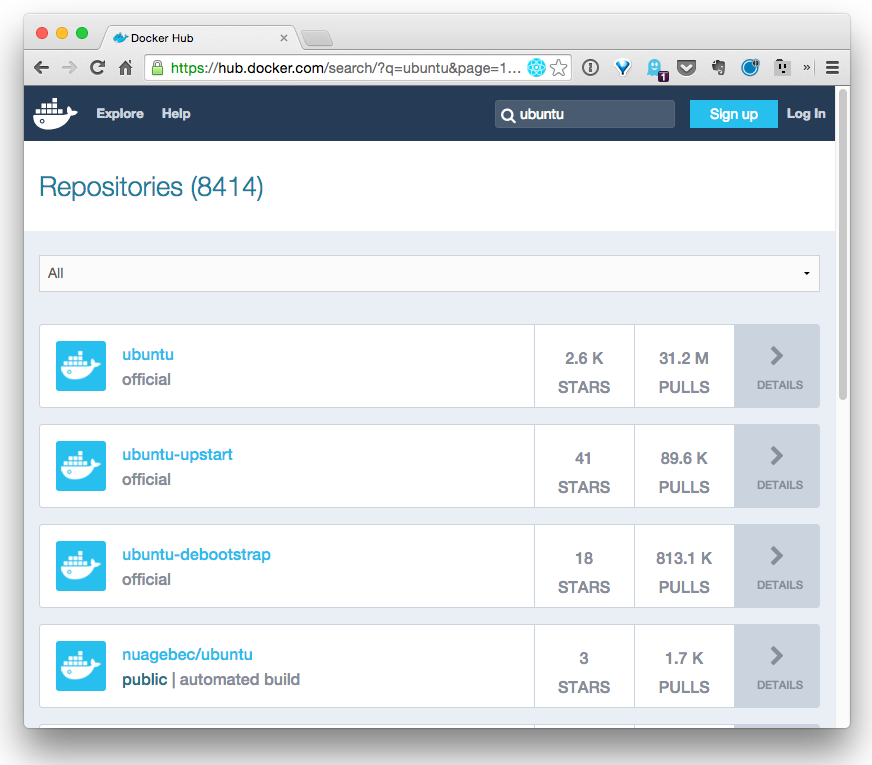 Docker Hub
https://hub.docker.com/search/?q=ubuntu&page=1...
1
»
Explore
Help
ubuntu
Sign up
Log In
Repositories (8414)
All
ubuntu
official
2.6 K
STARS
31.2 M
PULLS
DETAILS
ubuntu-upstart
official
41
STARS
89.6 K
PULLS
DETAILS
ubuntu-debootstrap
official
18
STARS
813.1 K
PULLS
DETAILS
nuagebec/ubuntu
public | automated build
3
STARS
1.7 K
PULLS
DETAILS